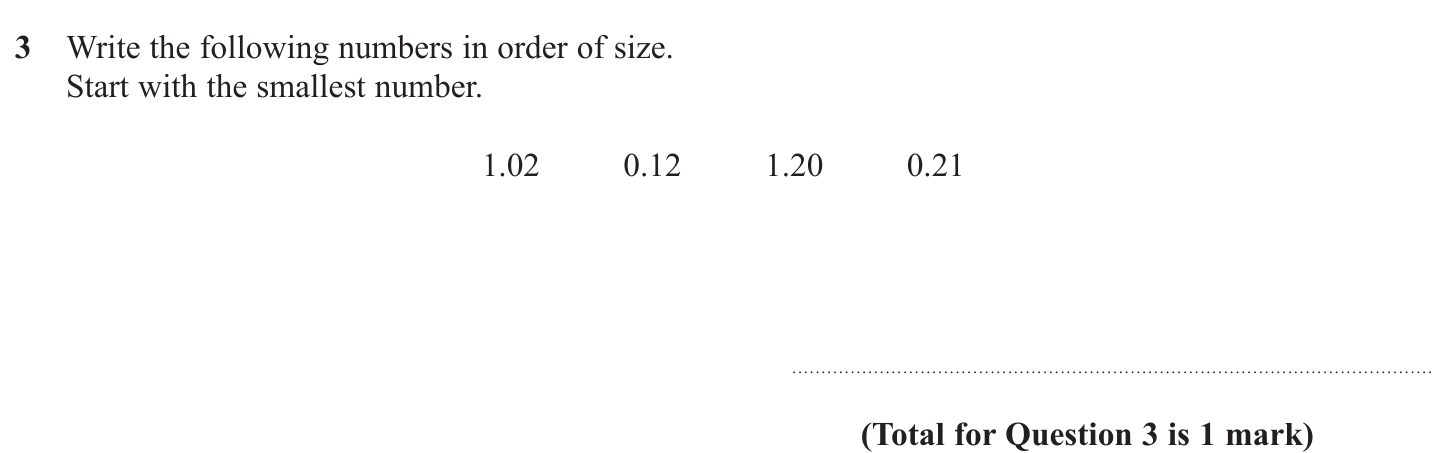 3 Write the following numbers in order of size.
Start with the smallest number.
1.02 0.12 1.20 0.21
(Total for Question 3 is 1 mark)